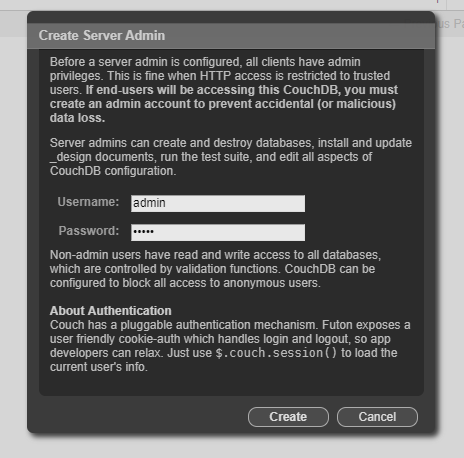 Create Server Admin
Before a server admin is configured, all clients have admin
privileges. This is fine when HTTP access is restricted to trusted
users. If end-users will be accessing this CouchDB, you must
create an admin account to prevent accidental (or malicious)
data loss.
Server admins can create and destroy databases, install and update
_design documents, run the test suite, and edit all aspects of
CouchDB configuration.
Username: admin
Password: •••••
Non-admin users have read and write access to all databases,
which are controlled by validation functions. CouchDB can be
configured to block all access to anonymous users.
About Authentication
Couch has a pluggable authentication mechanism. Futon exposes a
user friendly cookie-auth which handles login and logout, so app
developers can relax. Just use $.couch.session() to load the
current user's info.
Create Cancel